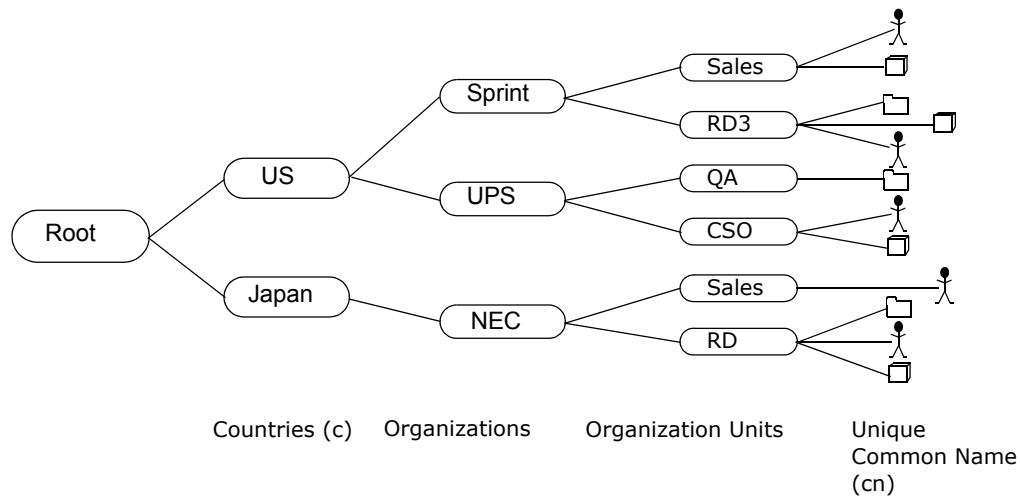 Sales
Sprint
RD3
US
QA
UPS
CSO
Root
Sales
Japan
NEC
RD
Countries (c)
Organizations
Organization Units
Unique
Common Name
(cn)